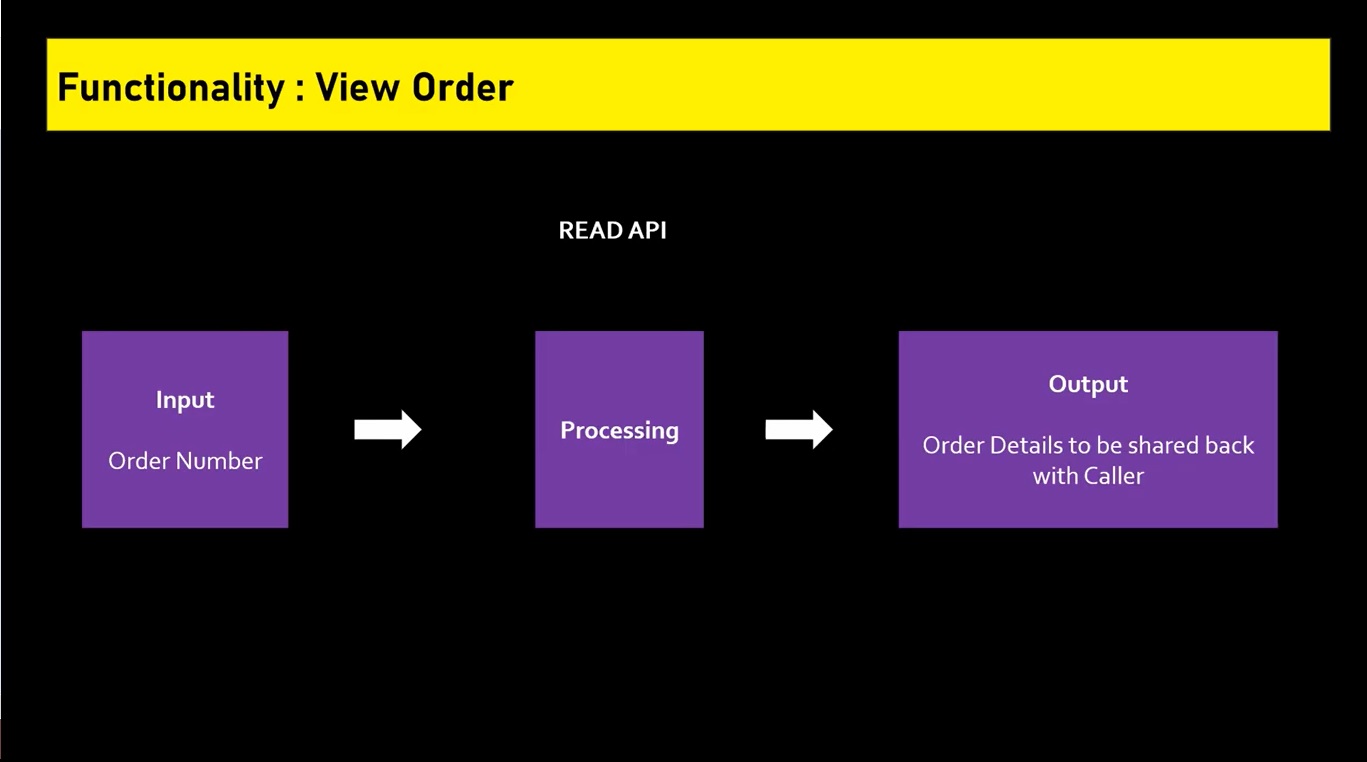 Functionality : View Order
READ API
Input
Order Number
Processing
Output
Order Details to be shared back
with Caller